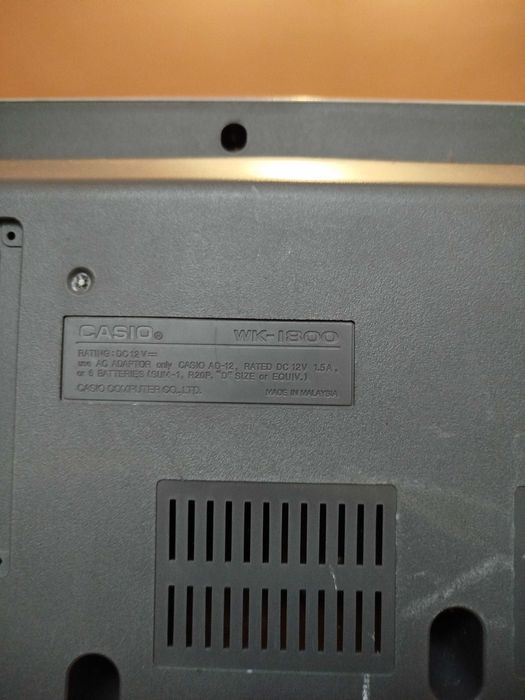 CASIO® WK-1800
RATING: DC 12V⎓
use AC ADAPTOR only CASIO AD-12, RATED DC 12V 1.5A,
or 6 BATTERIES (SUM-1, R20P, "D" SIZE or EQUIV.)
CASIO COMPUTER CO., LTD. MADE IN MALAYSIA